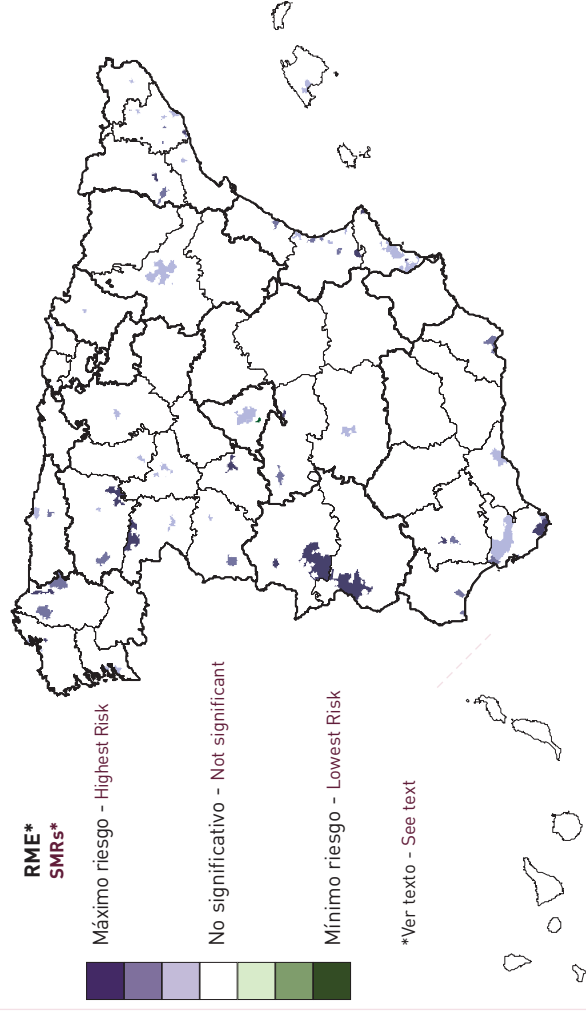 RME*
SMRs*
Máximo riesgo - Highest Risk
No significativo - Not significant
Mínimo riesgo - Lowest Risk
*Ver texto - See text